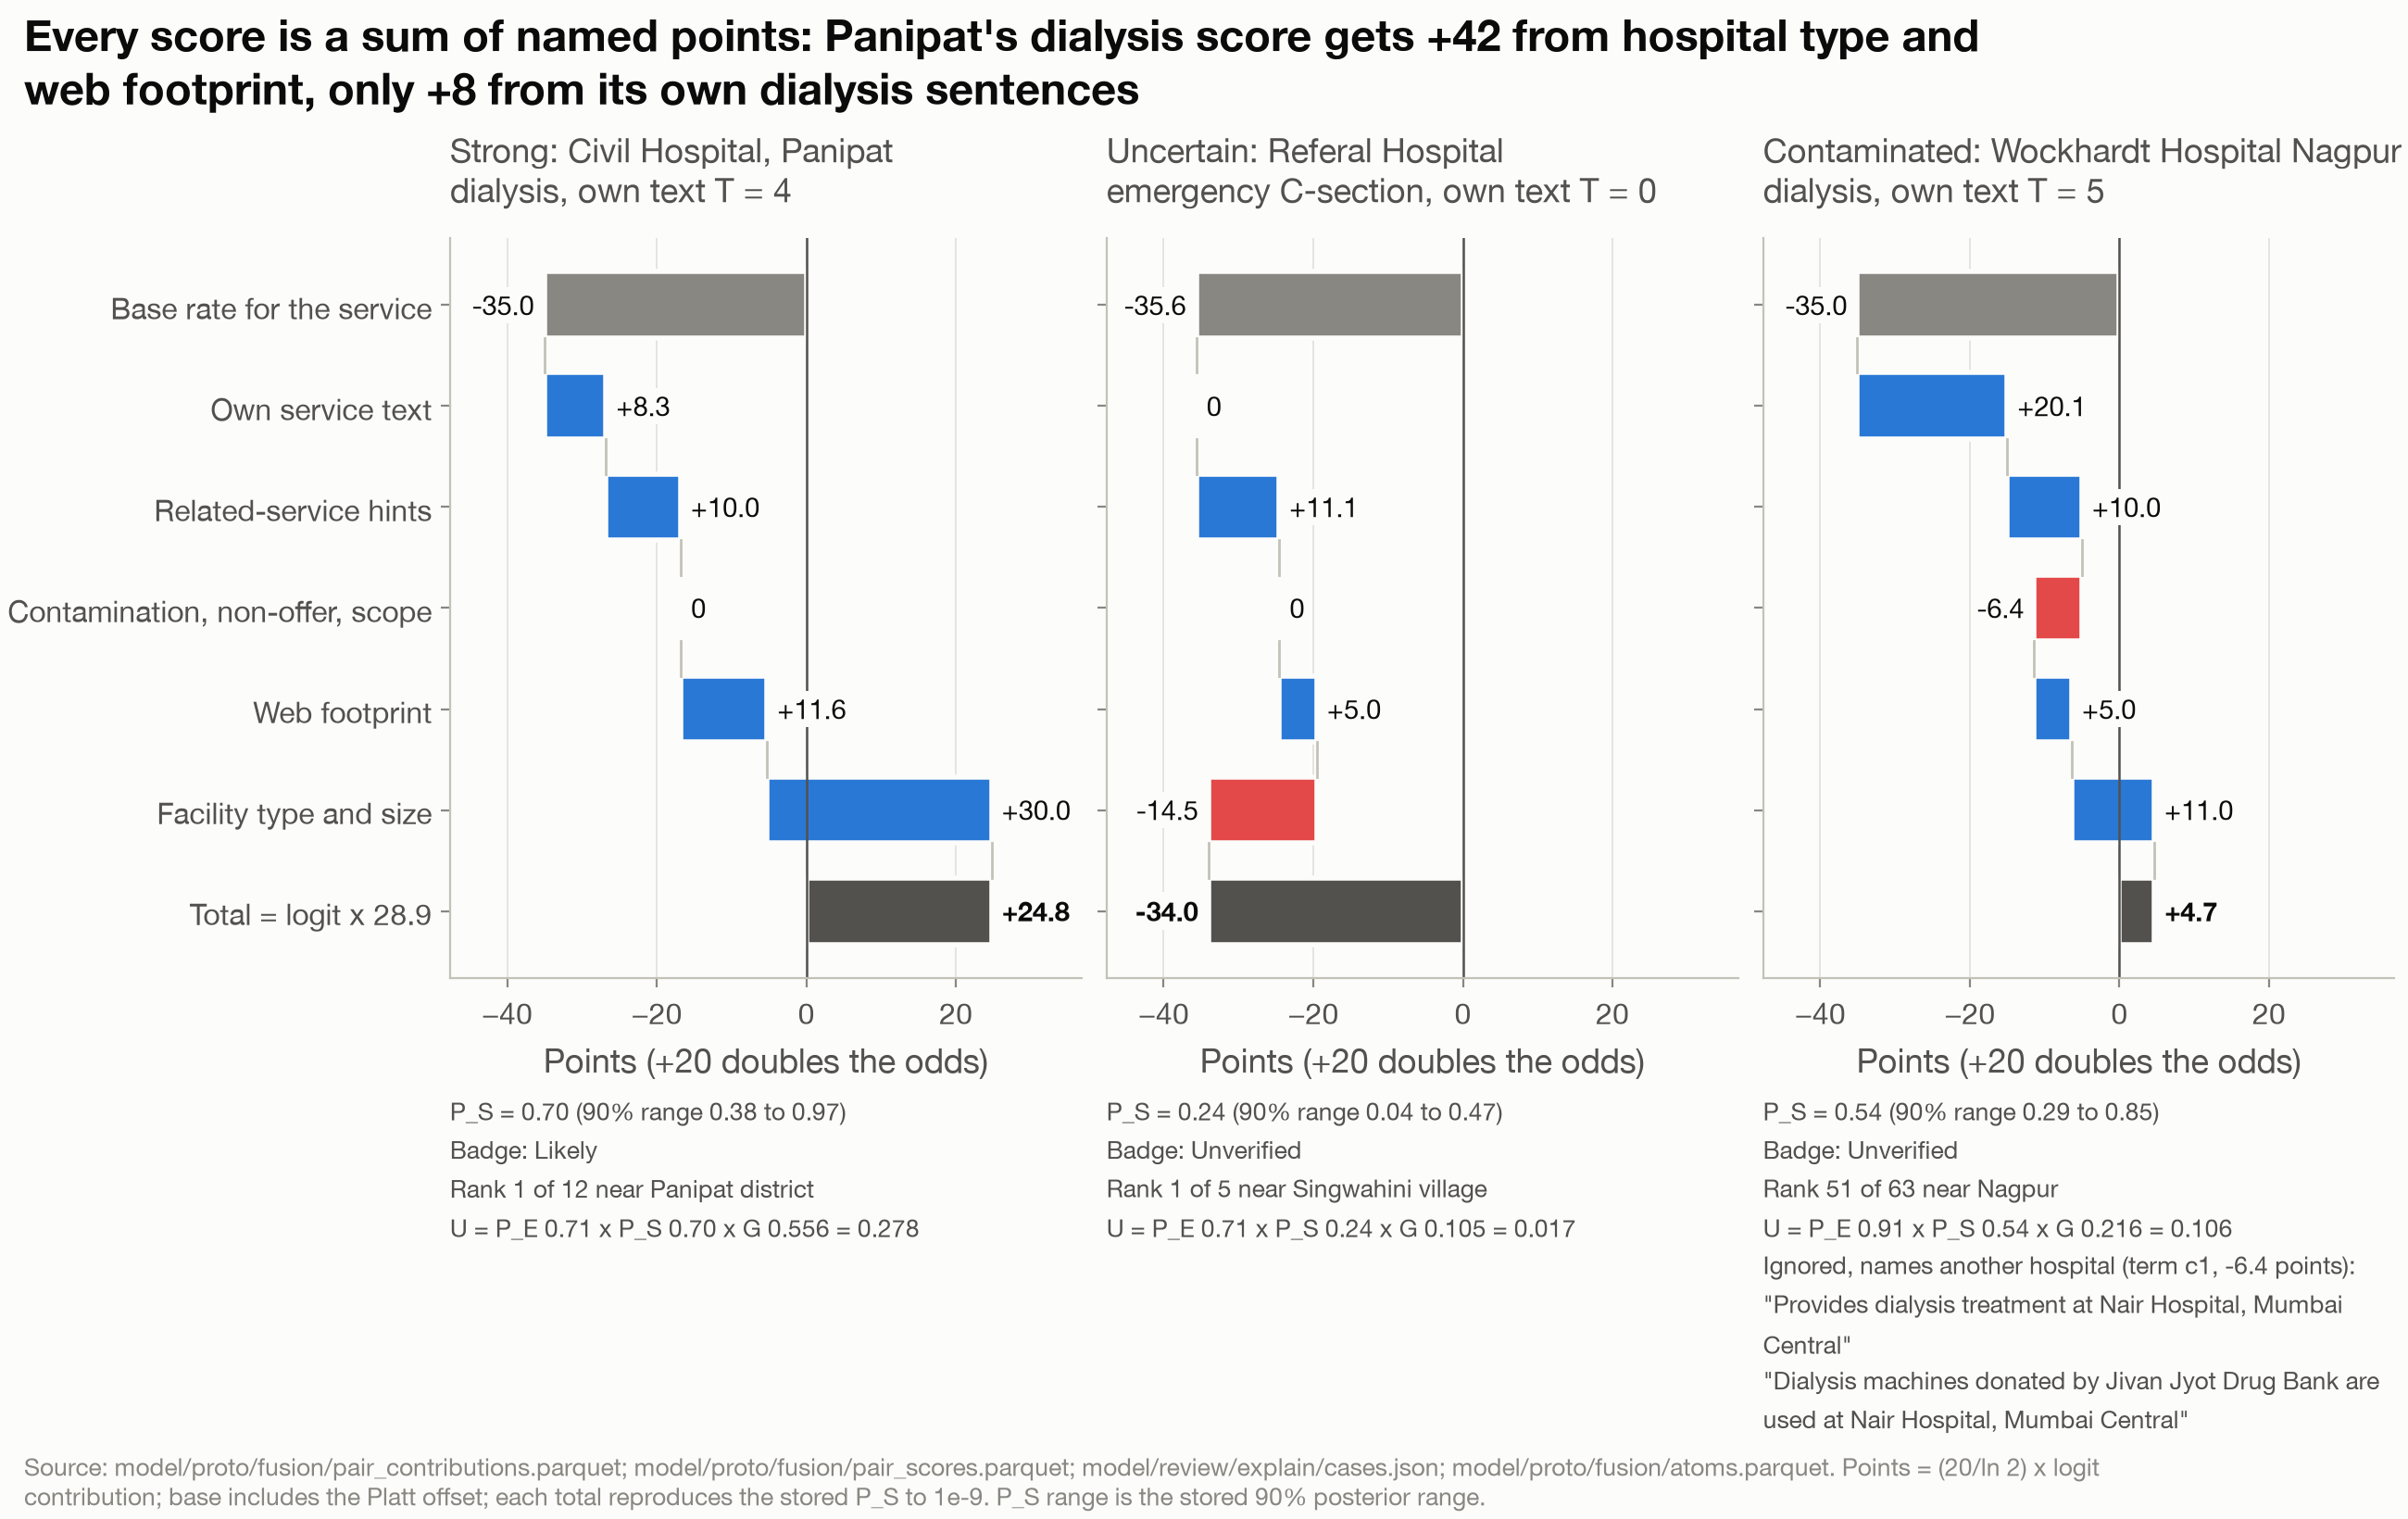 Every score is a sum of named points: Panipat's dialysis score gets +42 from hospital type and
web footprint, only +8 from its own dialysis sentences
Strong: Civil Hospital, Panipat
dialysis, own text T = 4
Uncertain: Referal Hospital
emergency C-section, own text T = 0
Contaminated: Wockhardt Hospital Nagpur
dialysis, own text T = 5
Base rate for the service
-35.0
-35.6
-35.0
Own service text
+8.3
0
+20.1
Related-service hints
+10.0
+11.1
+10.0
Contamination, non-offer, scope
0
0
-6.4
Web footprint
+11.6
+5.0
+5.0
Facility type and size
+30.0
-14.5
+11.0
Total = logit x 28.9
+24.8
-34.0
+4.7
−40 −20 0 20
−40 −20 0 20
−40 −20 0 20
Points (+20 doubles the odds)
Points (+20 doubles the odds)
Points (+20 doubles the odds)
P_S = 0.70 (90% range 0.38 to 0.97)
Badge: Likely
Rank 1 of 12 near Panipat district
U = P_E 0.71 x P_S 0.70 x G 0.556 = 0.278
P_S = 0.24 (90% range 0.04 to 0.47)
Badge: Unverified
Rank 1 of 5 near Singwahini village
U = P_E 0.71 x P_S 0.24 x G 0.105 = 0.017
P_S = 0.54 (90% range 0.29 to 0.85)
Badge: Unverified
Rank 51 of 63 near Nagpur
U = P_E 0.91 x P_S 0.54 x G 0.216 = 0.106
Ignored, names another hospital (term c1, -6.4 points):
"Provides dialysis treatment at Nair Hospital, Mumbai
Central"
"Dialysis machines donated by Jivan Jyot Drug Bank are
used at Nair Hospital, Mumbai Central"
Source: model/proto/fusion/pair_contributions.parquet; model/proto/fusion/pair_scores.parquet; model/review/explain/cases.json; model/proto/fusion/atoms.parquet. Points = (20/ln 2) x logit
contribution; base includes the Platt offset; each total reproduces the stored P_S to 1e-9. P_S range is the stored 90% posterior range.